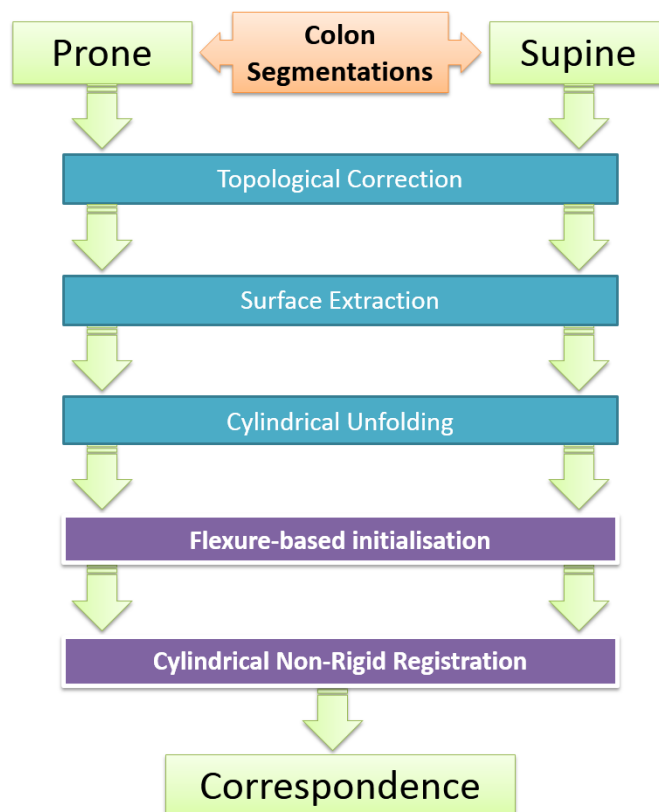 Prone
Colon
Segmentations
Supine
Topological Correction
Surface Extraction
Cylindrical Unfolding
Flexure-based initialisation
Cylindrical Non-Rigid Registration
Correspondence